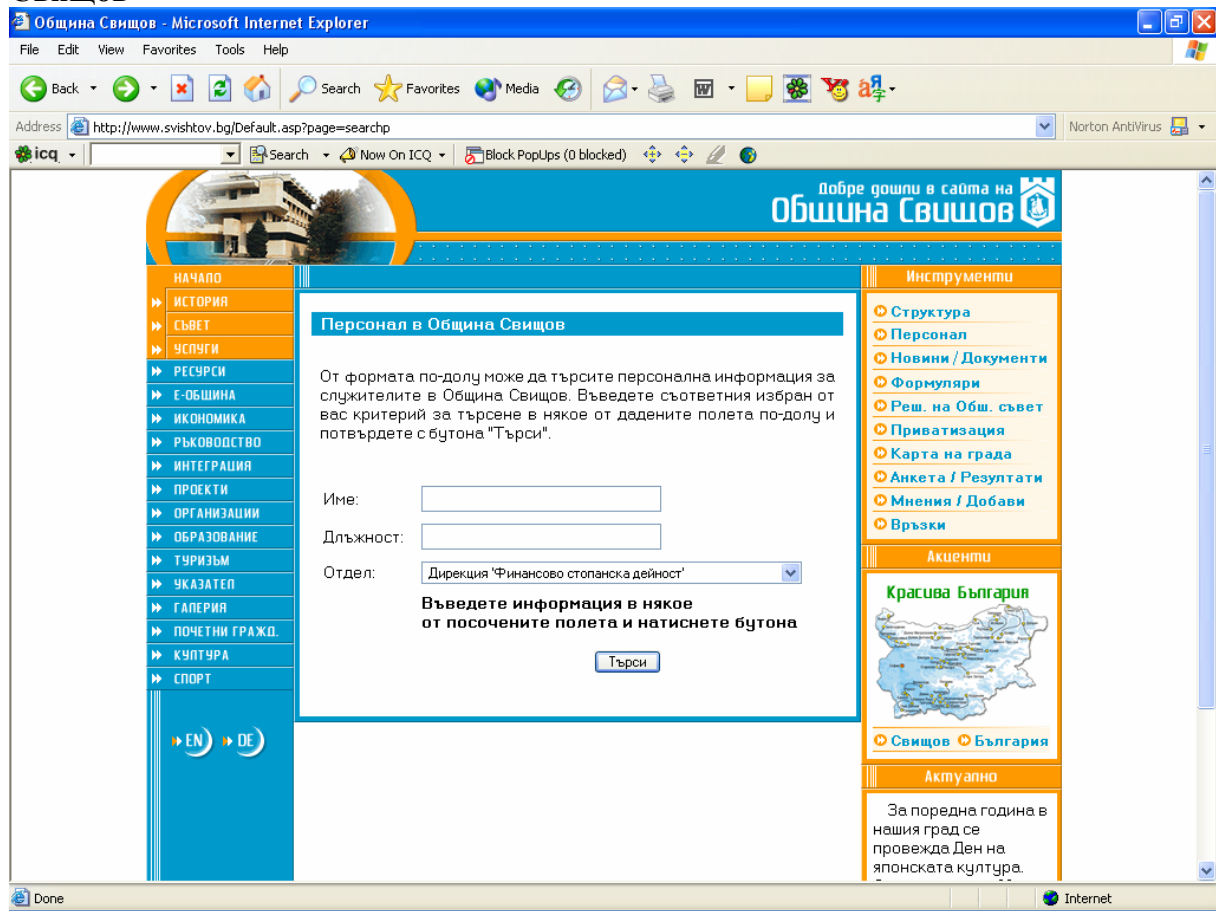 Община Свищов - Microsoft Internet Explorer
File Edit View Favorites Tools Help
Back Search Favorites Media
Address http://www.svishtov.bg/Default.asp?page=searchp Norton AntiVirus
icq Search Now On ICQ Block PopUps (0 blocked)
Добре дошли в сайта на
Община Свищов
НАЧАЛО
ИСТОРИЯ
СЪВЕТ
УСЛУГИ
РЕСУРСИ
Е-ОБЩИНА
ИКОНОМИКА
РЪКОВОДСТВО
ИНТЕГРАЦИЯ
ПРОЕКТИ
ОРГАНИЗАЦИИ
ОБРАЗОВАНИЕ
ТУРИЗЪМ
УКАЗАТЕЛ
ГАЛЕРИЯ
ПОЧЕТНИ ГРАЖД.
КУЛТУРА
СПОРТ
EN DE
Персонал в Община Свищов
От формата по-долу може да търсите персонална информация за
служителите в Община Свищов. Въведете съответния избран от
вас критерий за търсене в някое от дадените полета по-долу и
потвърдете с бутона "Търси".
Име:
Длъжност:
Отдел: Дирекция 'Финансово стопанска дейност'
Въведете информация в някое
от посочените полета и натиснете бутона
Търси
Инструменти
Структура
Персонал
Новини / Документи
Формуляри
Реш. на Общ. съвет
Приватизация
Карта на града
Анкета / Резултати
Мнения / Добави
Връзки
Акценти
Красива България
Свищов България
Актуално
За поредна година в
нашия град се
провежда Ден на
японската култура.
Done Internet